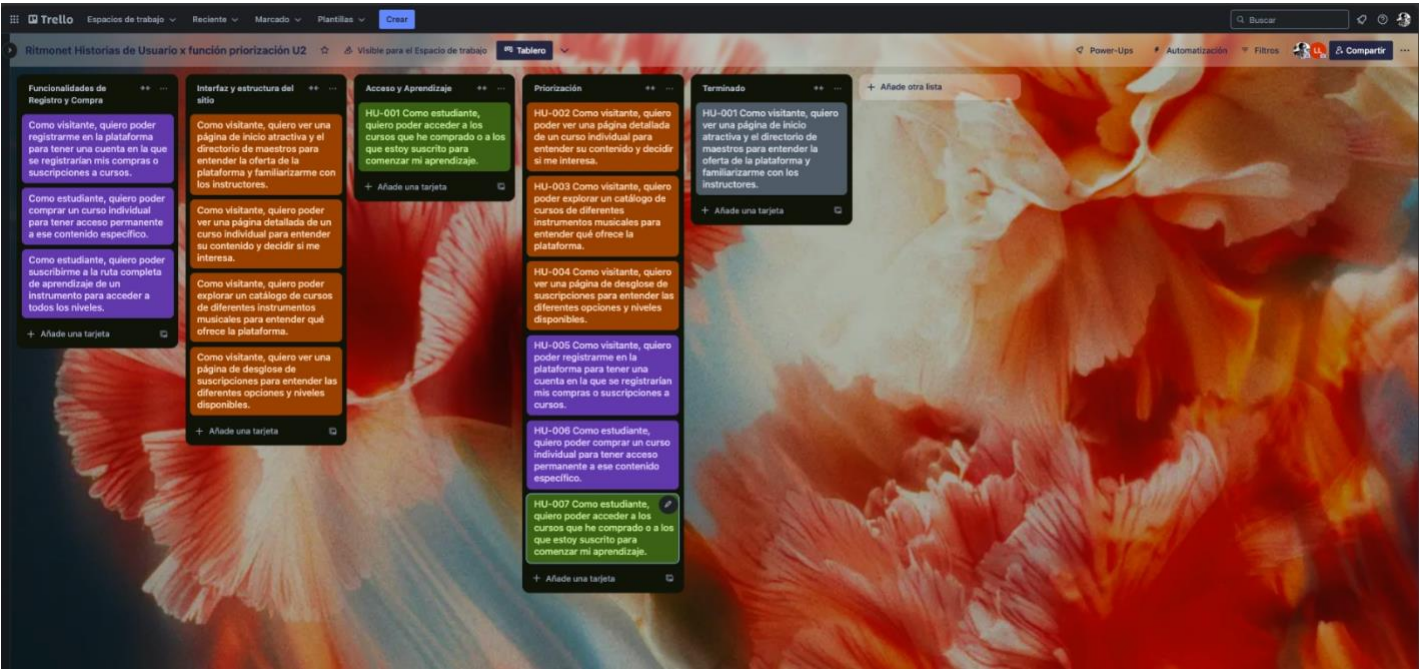 Trello
Espacios de trabajo
Reciente
Marcado
Plantillas
Crear
Buscar
Ritmonet Historias de Usuario x función priorización U2
Visible para el Espacio de trabajo
Tablero
Power-Ups
Automatización
Filtros
Compartir
Funcionalidades de
Registro y Compra
Como visitante, quiero poder
registrarme en la plataforma
para tener una cuenta en la que
se registrarían mis compras o
suscripciones a cursos.
Como estudiante, quiero poder
comprar un curso individual
para tener acceso permanente
a ese contenido específico.
Como estudiante, quiero poder
suscribirme a la ruta completa
de aprendizaje de un
instrumento para acceder a
todos los niveles.
+ Añade una tarjeta
Interfaz y estructura del
sitio
Como visitante, quiero ver una
página de inicio atractiva y el
directorio de maestros para
entender la oferta de la
plataforma y familiarizarme con
los instructores.
Como visitante, quiero poder
ver una página detallada de un
curso individual para entender
su contenido y decidir si me
interesa.
Como visitante, quiero poder
explorar un catálogo de cursos
de diferentes instrumentos
musicales para entender qué
ofrece la plataforma.
Como visitante, quiero ver una
página de desglose de
suscripciones para entender las
diferentes opciones y niveles
disponibles.
+ Añade una tarjeta
Acceso y Aprendizaje
HU-001 Como estudiante,
quiero poder acceder a los
cursos que he comprado o a los
que estoy suscrito para
comenzar mi aprendizaje.
+ Añade una tarjeta
Priorización
HU-002 Como visitante, quiero
poder ver una página detallada
de un curso individual para
entender su contenido y decidir
si me interesa.
HU-003 Como visitante, quiero
poder explorar un catálogo de
cursos de diferentes
instrumentos musicales para
entender qué ofrece la
plataforma.
HU-004 Como visitante, quiero
ver una página de desglose de
suscripciones para entender las
diferentes opciones y niveles
disponibles.
HU-005 Como visitante, quiero
poder registrarme en la
plataforma para tener una
cuenta en la que se registrarían
mis compras o suscripciones a
cursos.
HU-006 Como estudiante,
quiero poder comprar un curso
individual para tener acceso
permanente a ese contenido
específico.
HU-007 Como estudiante,
quiero poder acceder a los
cursos que he comprado o a los
que estoy suscrito para
comenzar mi aprendizaje.
+ Añade una tarjeta
Terminado
HU-001 Como visitante, quiero
ver una página de inicio
atractiva y el directorio de
maestros para entender la
oferta de la plataforma y
familiarizarme con los
instructores.
+ Añade una tarjeta
+ Añade otra lista